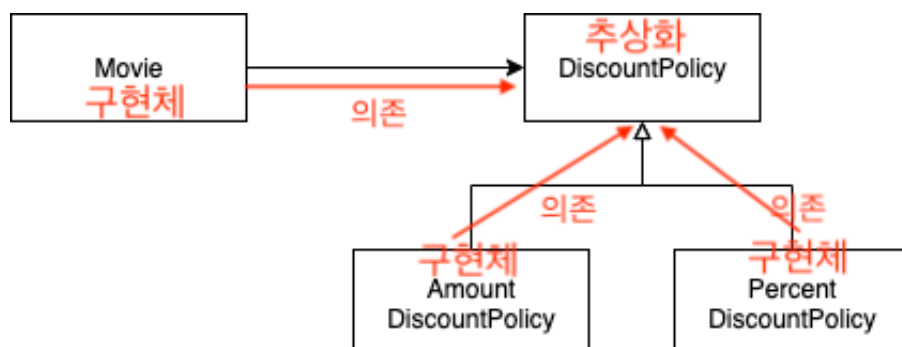 Movie
구현체
의존
추상화
DiscountPolicy
의존
의존
구현체
Amount
DiscountPolicy
구현체
Percent
DiscountPolicy